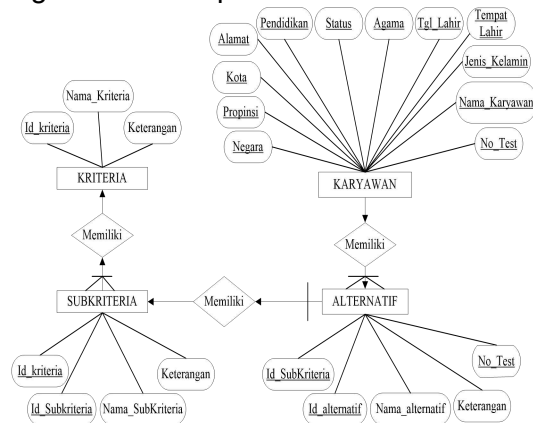 Pendidikan
Status
Agama
Tgl_Lahir
Tempat
Lahir
Alamat
Jenis_Kelamin
Kota
Nama_Karyawan
Propinsi
No_Test
Negara
KARYAWAN
Nama_Kriteria
Id_kriteria
Keterangan
KRITERIA
Memiliki
Memiliki
SUBKRITERIA
Memiliki
ALTERNATIF
Id_kriteria
Keterangan
Id_Subkriteria
Nama_SubKriteria
Id_SubKriteria
No_Test
Id_alternatif
Nama_alternatif
Keterangan